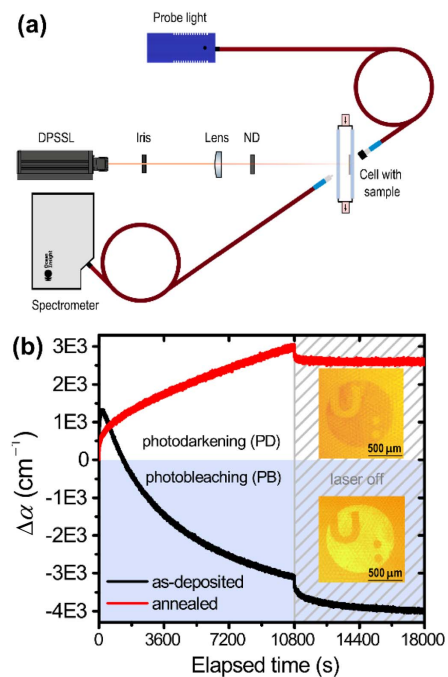 (a)
Probe light
DPSSL
Iris
Lens
ND
Cell with
sample
Ocean
Insight
Spectrometer
(b)
3E3
2E3
1E3
0
-1E3
-2E3
-3E3
-4E3
Δα (cm⁻¹)
photodarkening (PD)
photobleaching (PB)
500 μm
laser off
500 μm
as-deposited
annealed
0
3600
7200
10800
14400
18000
Elapsed time (s)